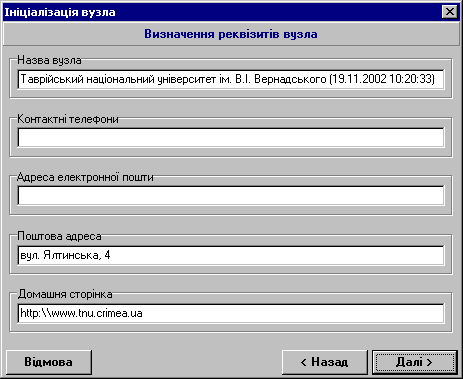 Ініціалізація вузла
Визначення реквізитів вузла
Назва вузла
Таврійський національний університет ім. В.І. Вернадського (19.11.2002 10:20:33)
Контактні телефони
Адреса електронної пошти
Поштова адреса
вул. Ялтинська, 4
Домашня сторінка
http:\\www.tnu.crimea.ua
Відмова < Назад Далі >